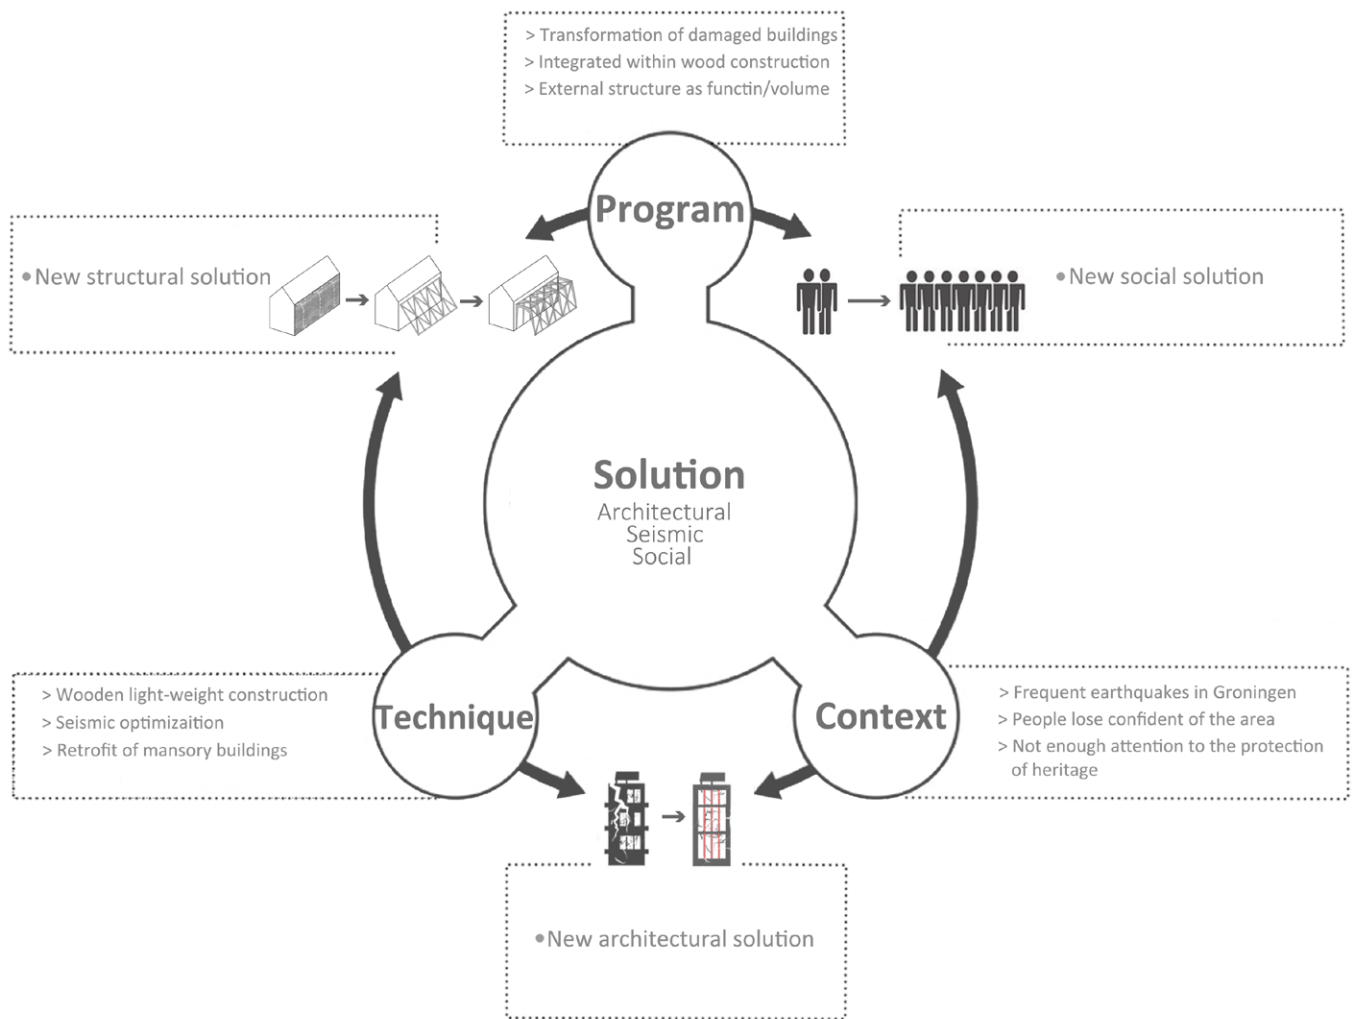 > Transformation of damaged buildings
> Integrated within wood construction
> External structure as functin/volume
Program
•New structural solution
•New social solution
Solution
Architectural
Seismic
Social
> Wooden light-weight construction
> Seismic optimizaition
> Retrofit of mansory buildings
Technique
Context
> Frequent earthquakes in Groningen
> People lose confident of the area
> Not enough attention to the protection
of heritage
•New architectural solution